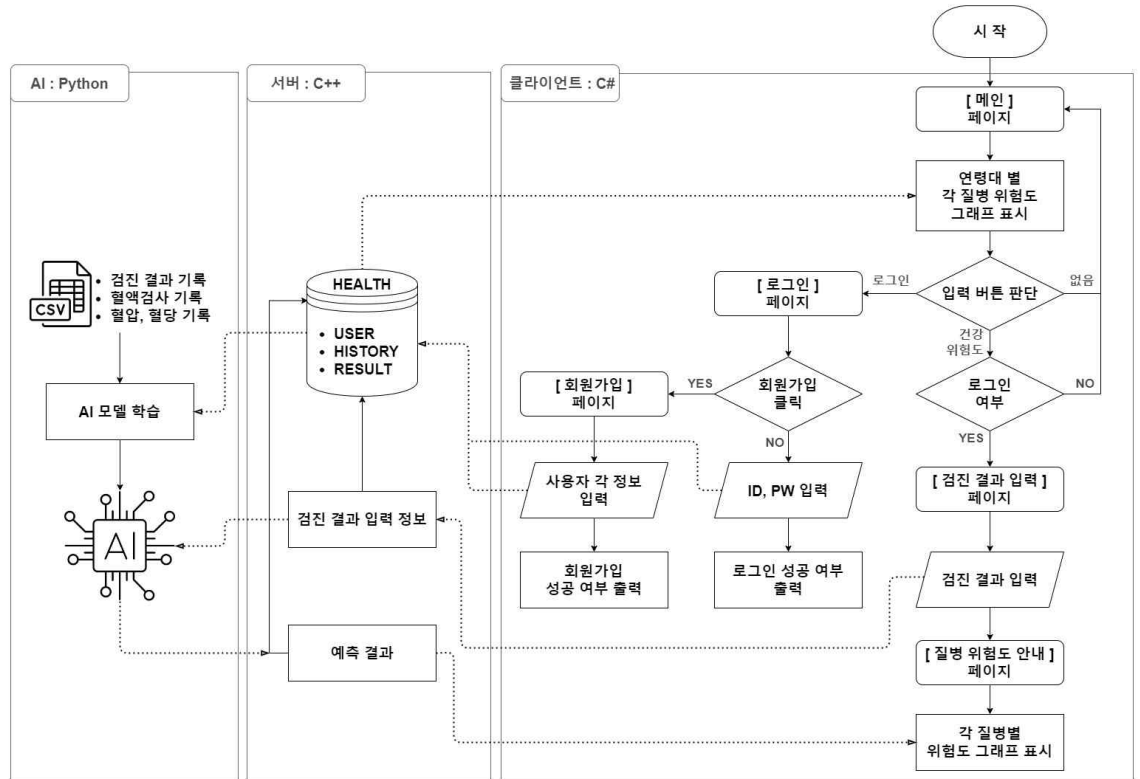 시 작
AI : Python
서버 : C++
클라이언트 : C#
[ 메인 ]
페이지
연령대 별
각 질병 위험도
그래프 표시
CSV
• 검진 결과 기록
• 혈액검사 기록
• 혈압, 혈당 기록
HEALTH
• USER
• HISTORY
• RESULT
[ 로그인 ]
페이지
로그인
입력 버튼 판단
없음
건강
위험도
AI 모델 학습
[ 회원가입 ]
페이지
YES
회원가입
클릭
NO
로그인
여부
NO
YES
사용자 각 정보
입력
ID, PW 입력
[ 검진 결과 입력 ]
페이지
AI
검진 결과 입력 정보
회원가입
성공 여부 출력
로그인 성공 여부
출력
검진 결과 입력
예측 결과
[ 질병 위험도 안내 ]
페이지
각 질병별
위험도 그래프 표시